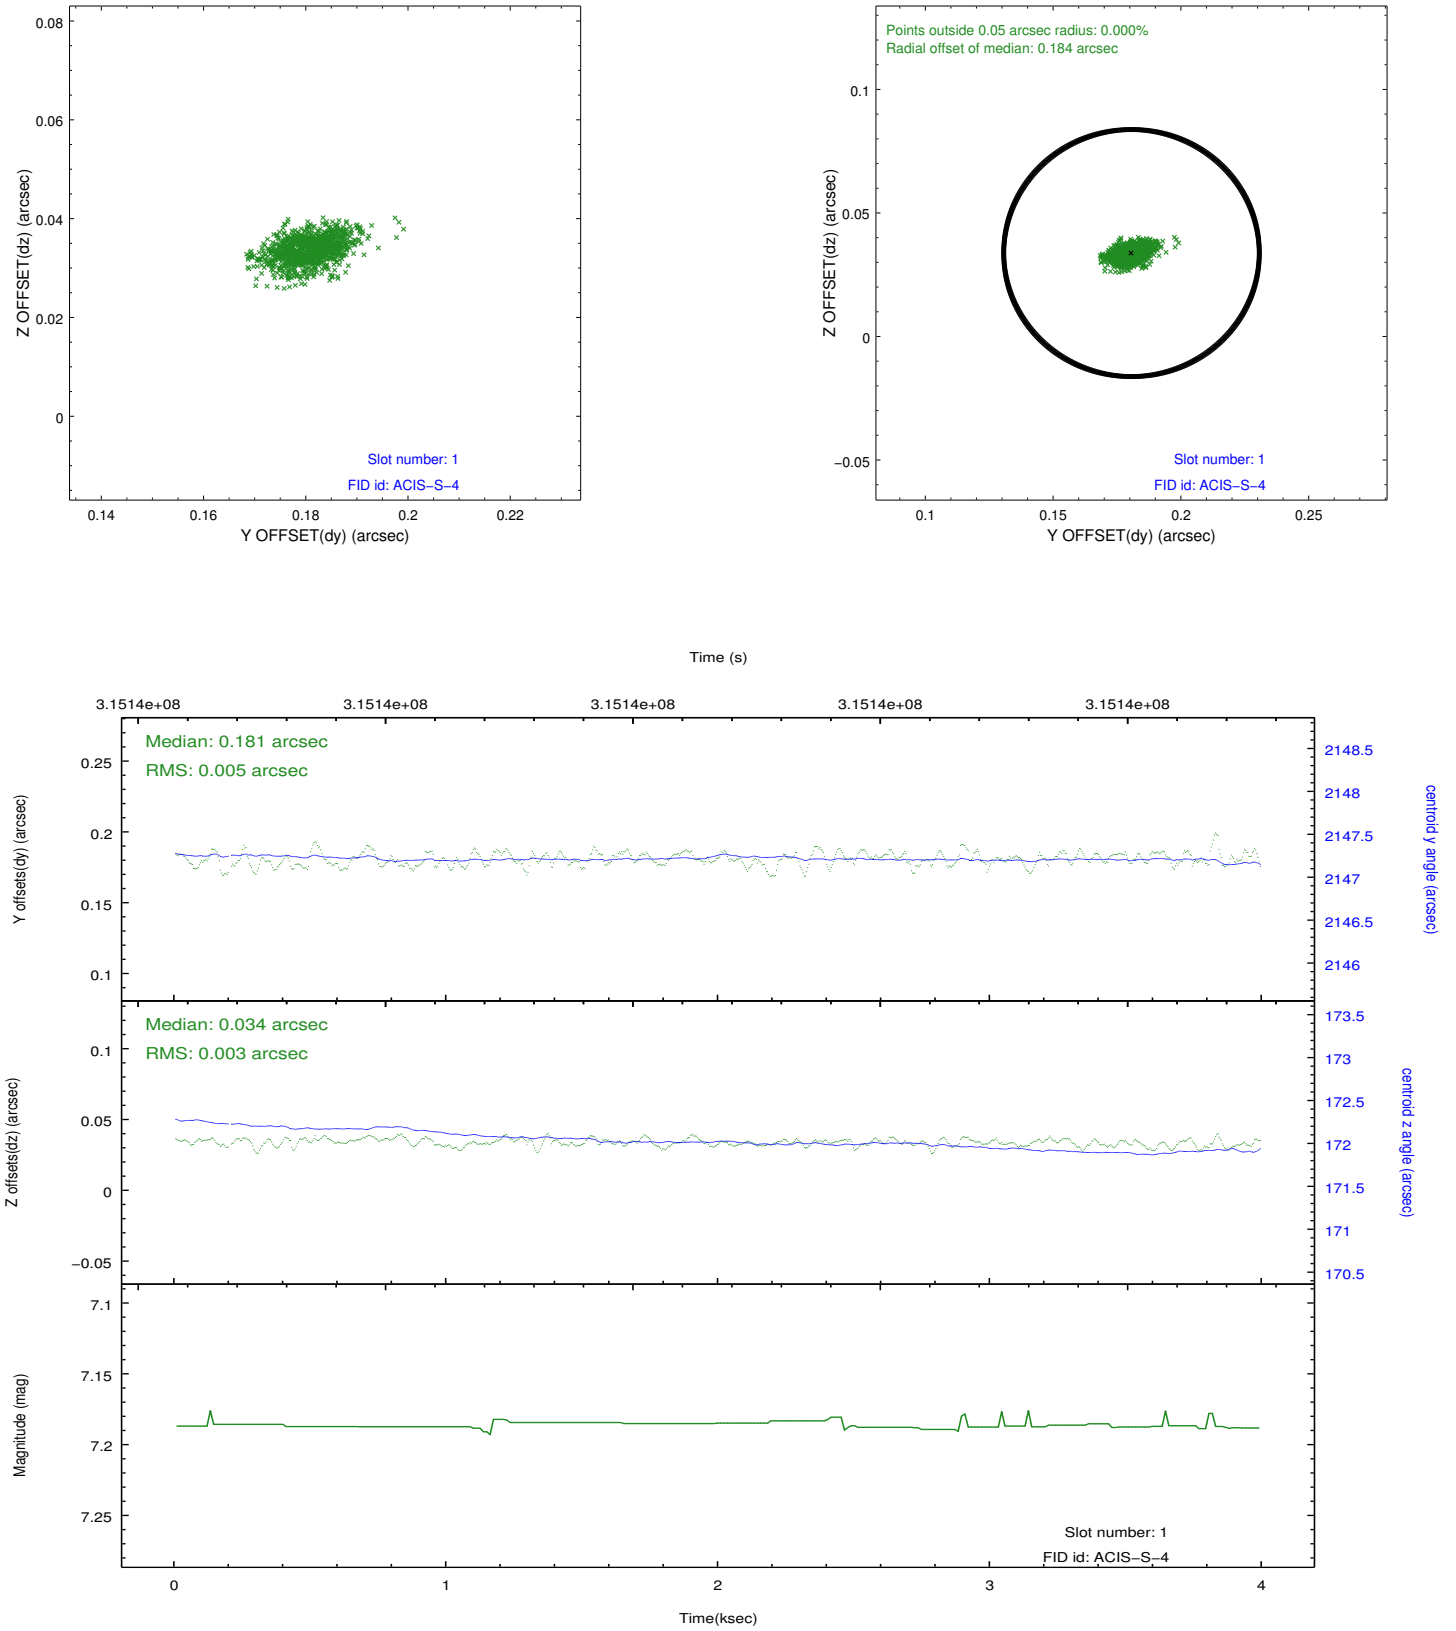 0.08
0.06
0.04
0.02
0
Z OFFSET(dz) (arcsec)
Slot number: 1
FID id: ACIS−S−4
0.14 0.16 0.18 0.2 0.22
Y OFFSET(dy) (arcsec)
Points outside 0.05 arcsec radius: 0.000%
Radial offset of median: 0.184 arcsec
0.1
0.05
0
−0.05
Z OFFSET(dz) (arcsec)
Slot number: 1
FID id: ACIS−S−4
0.1 0.15 0.2 0.25
Y OFFSET(dy) (arcsec)
Time (s)
3.1514e+08 3.1514e+08 3.1514e+08 3.1514e+08 3.1514e+08
Median: 0.181 arcsec
RMS: 0.005 arcsec
0.25
0.2
0.15
0.1
Y offsets(dy) (arcsec)
2148.5
2148
2147.5
2147
2146.5
2146
centroid y angle (arcsec)
Median: 0.034 arcsec
RMS: 0.003 arcsec
0.1
0.05
0
−0.05
Z offsets(dz) (arcsec)
173.5
173
172.5
172
171.5
171
170.5
centroid z angle (arcsec)
7.1
7.15
7.2
7.25
Magnitude (mag)
Slot number: 1
FID id: ACIS−S−4
0 1 2 3 4
Time(ksec)